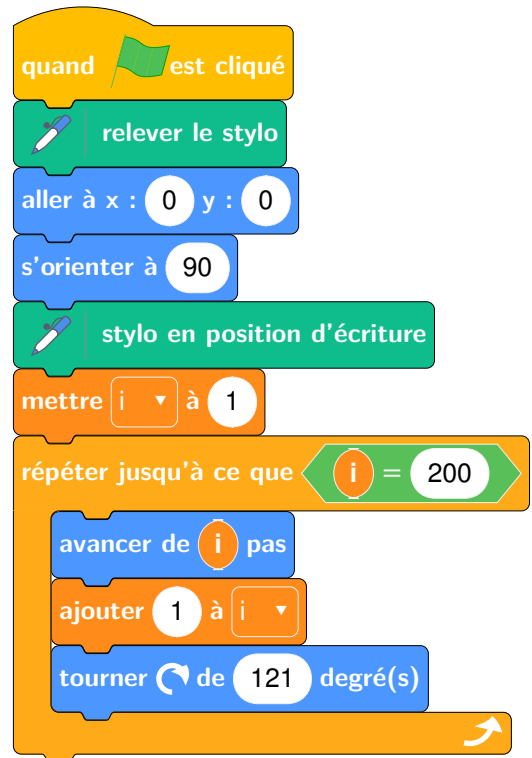 quand est cliqué
relever le stylo
aller à x : 0 y : 0
s'orienter à 90
stylo en position d'écriture
mettre i à 1
répéter jusqu'à ce que i = 200
avancer de i pas
ajouter 1 à i
tourner de 121 degré(s)